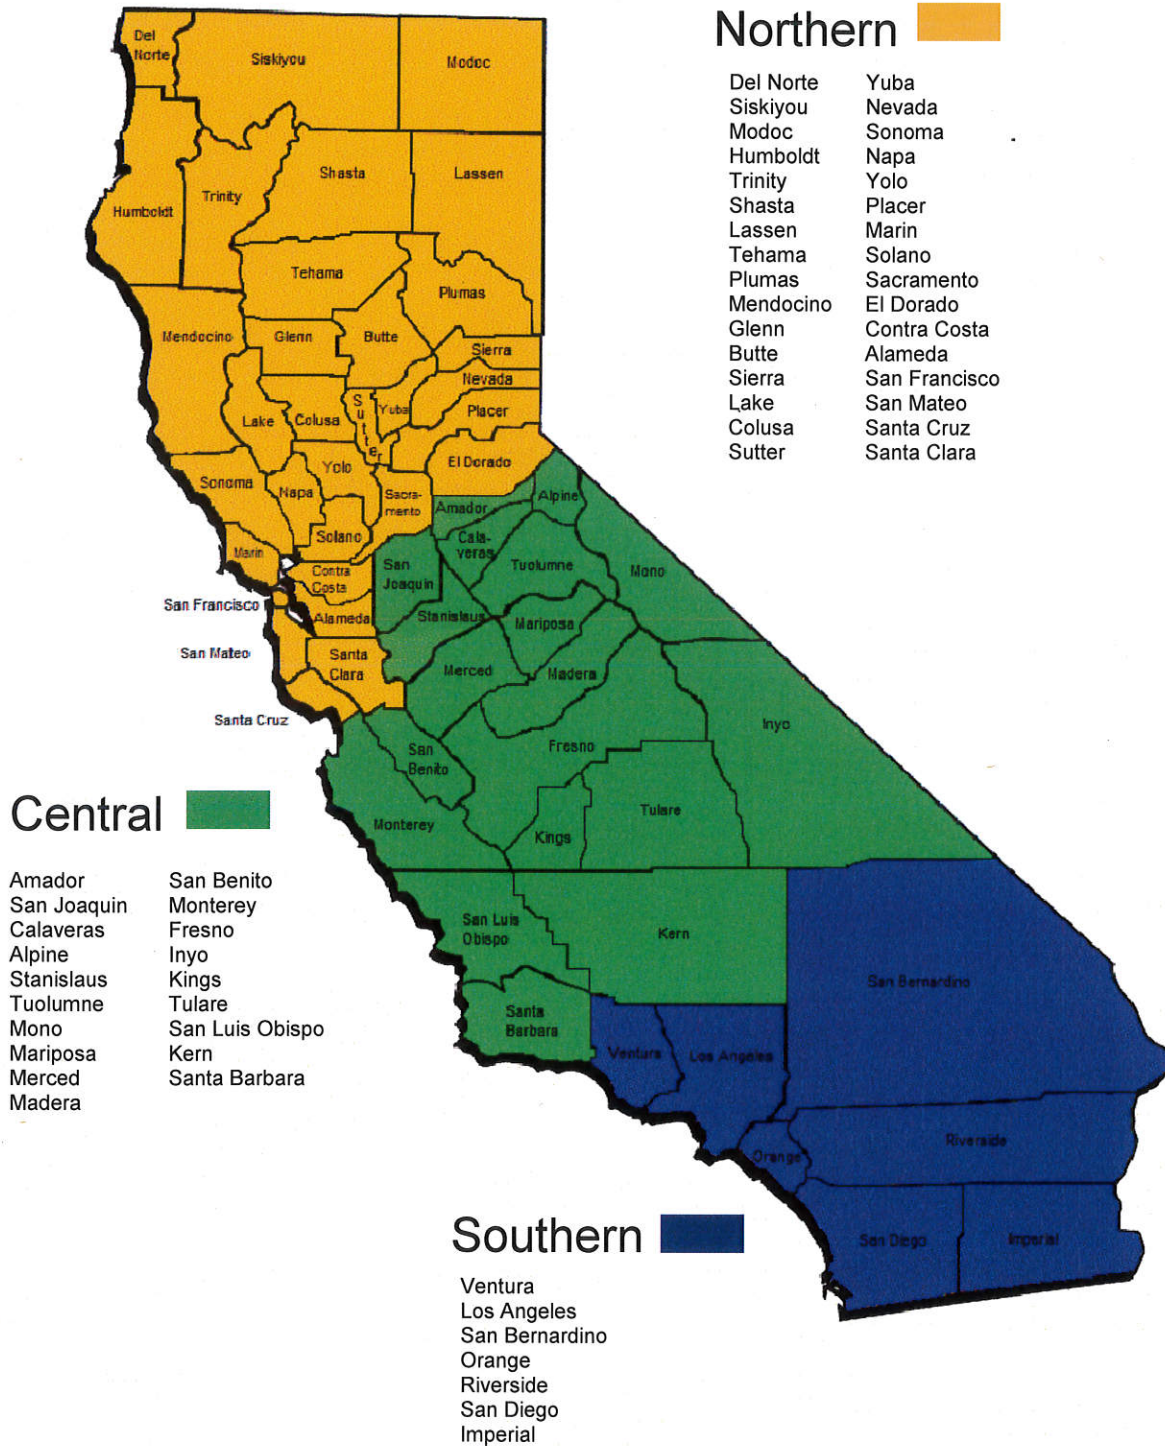 Northern
Del Norte
Siskiyou
Modoc
Humboldt
Trinity
Shasta
Lassen
Tehama
Plumas
Mendocino
Glenn
Butte
Sierra
Lake
Colusa
Sutter
Yuba
Nevada
Sonoma
Napa
Yolo
Placer
Marin
Solano
Sacramento
El Dorado
Contra Costa
Alameda
San Francisco
San Mateo
Santa Cruz
Santa Clara
Del
Norte
Siskiyou
Modoc
Shasta
Lassen
Trinity
Humboldt
Tehama
Plumas
Mendocino
Glenn
Butte
Sierra
Nevada
Sutter
Yuba
Placer
Lake
Colusa
El Dorado
Yolo
Sonoma
Napa
Sacra-
mento
Solano
Marin
Contra
Costa
San Francisco
Alameda
San Mateo
Santa
Clara
Santa Cruz
Alpine
Amador
Cala-
veras
San
Joaquin
Tuolumne
Mono
Stanislaus
Mariposa
Merced
Madera
Inyo
Fresno
San
Benito
Tulare
Monterey
Kings
San Luis
Obispo
Kern
Santa
Barbara
San Bernardino
Ventura
Los Angeles
Riverside
Orange
San Diego
Imperial
Central
Amador
San Joaquin
Calaveras
Alpine
Stanislaus
Tuolumne
Mono
Mariposa
Merced
Madera
San Benito
Monterey
Fresno
Inyo
Kings
Tulare
San Luis Obispo
Kern
Santa Barbara
Southern
Ventura
Los Angeles
San Bernardino
Orange
Riverside
San Diego
Imperial